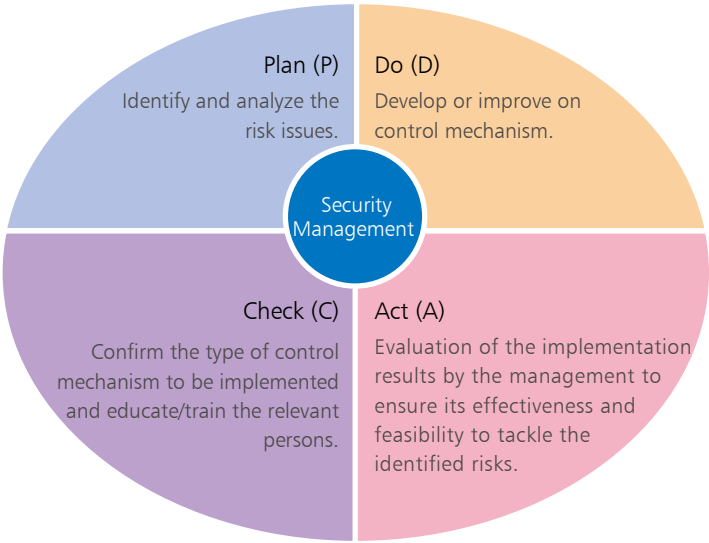 Plan (P)
Identify and analyze the
risk issues.
Do (D)
Develop or improve on
control mechanism.
Security
Management
Check (C)
Confirm the type of control
mechanism to be implemented
and educate/train the relevant
persons.
Act (A)
Evaluation of the implementation
results by the management to
ensure its effectiveness and
feasibility to tackle the
identified risks.